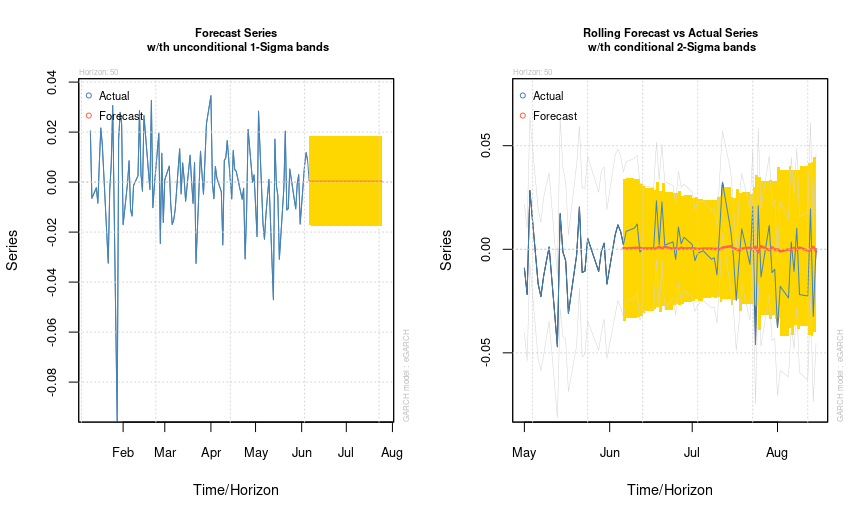 Forecast Series
w/th unconditional 1-Sigma bands
Horizon: 50
Actual
Forecast
0.04
0.02
0.00
-0.02
-0.04
-0.06
-0.08
Series
Feb Mar Apr May Jun Jul Aug
Time/Horizon
GARCH model : eGARCH
Rolling Forecast vs Actual Series
w/th conditional 2-Sigma bands
Horizon: 50
Actual
Forecast
0.05
0.00
-0.05
Series
May Jun Jul Aug
Time/Horizon
GARCH model : eGARCH